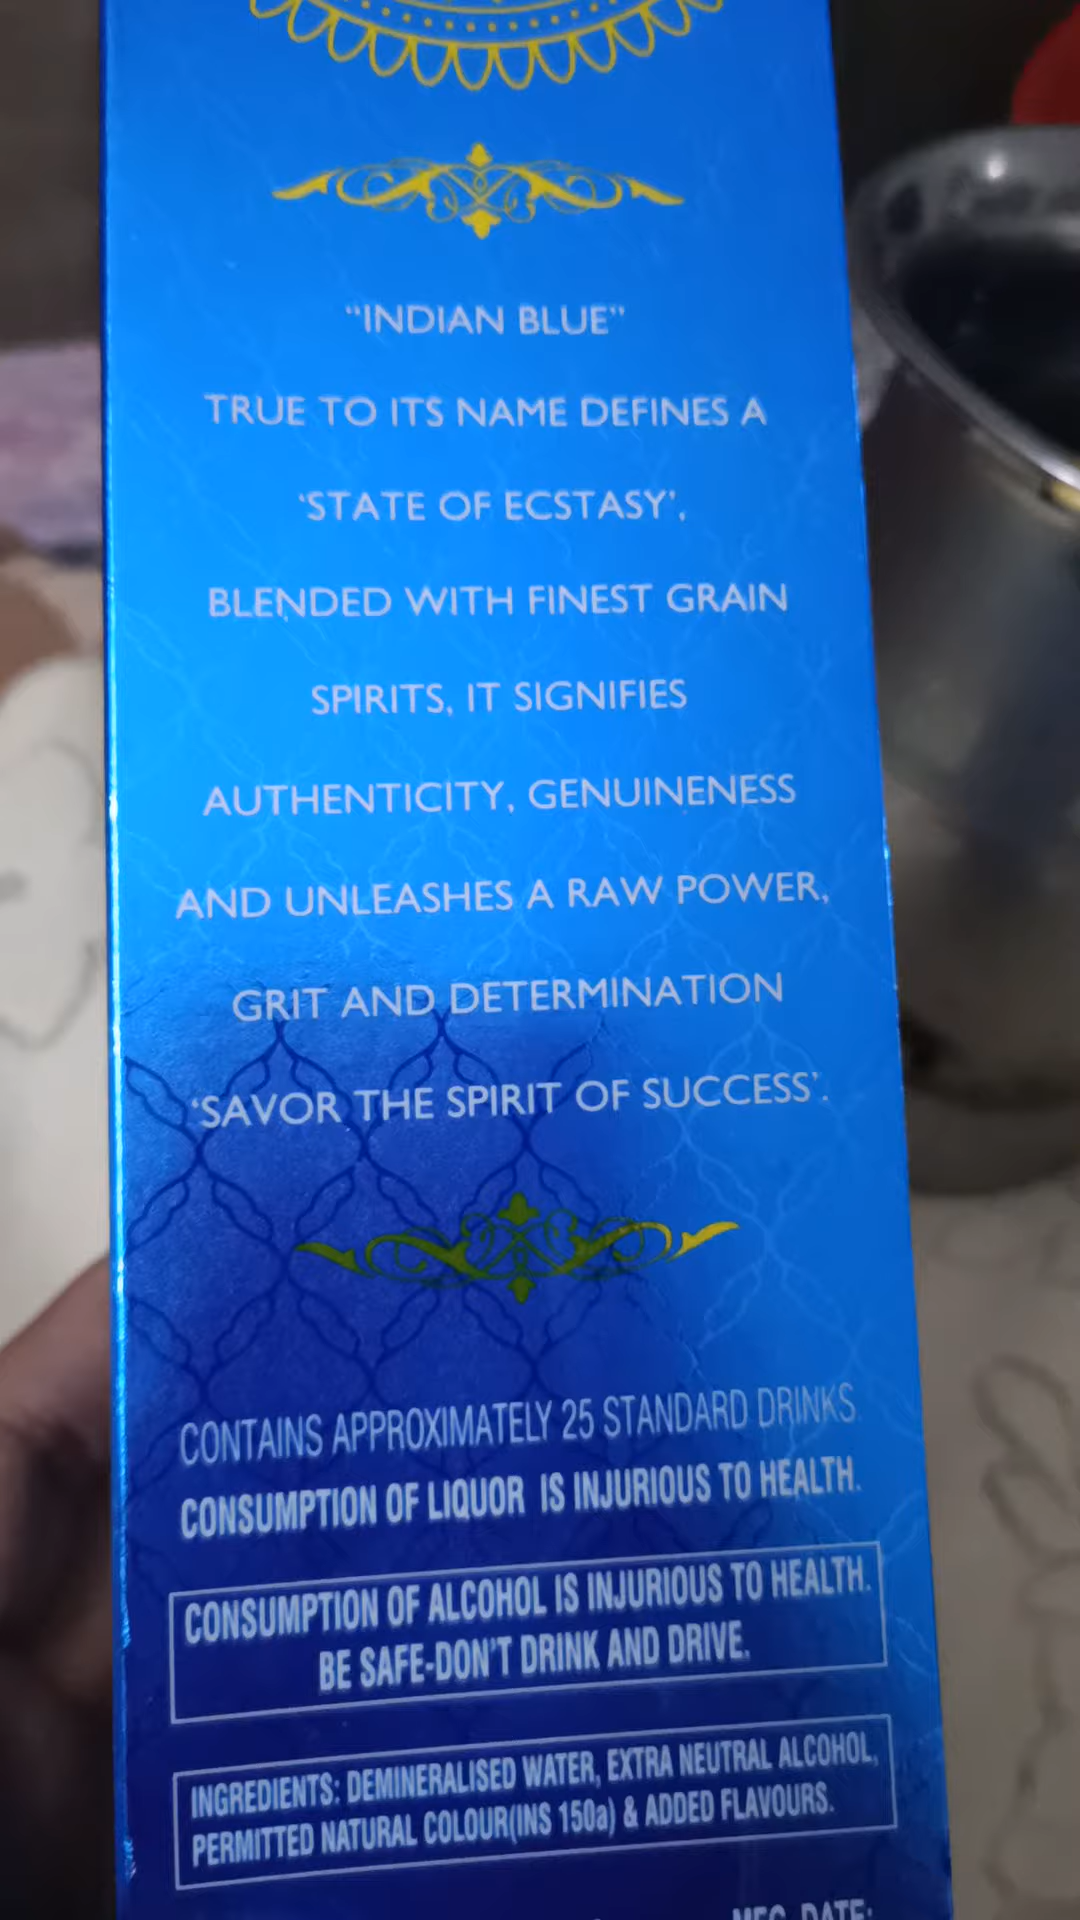 “INDIAN BLUE”
TRUE TO ITS NAME DEFINES A
‘STATE OF ECSTASY’,
BLENDED WITH FINEST GRAIN
SPIRITS, IT SIGNIFIES
AUTHENTICITY, GENUINENESS
AND UNLEASHES A RAW POWER,
GRIT AND DETERMINATION
‘SAVOR THE SPIRIT OF SUCCESS’.
CONTAINS APPROXIMATELY 25 STANDARD DRINKS
CONSUMPTION OF LIQUOR IS INJURIOUS TO HEALTH.
CONSUMPTION OF ALCOHOL IS INJURIOUS TO HEALTH.
BE SAFE-DON'T DRINK AND DRIVE.
INGREDIENTS: DEMINERALISED WATER, EXTRA NEUTRAL ALCOHOL,
PERMITTED NATURAL COLOUR(INS 150a) & ADDED FLAVOURS.
MFG. DATE: